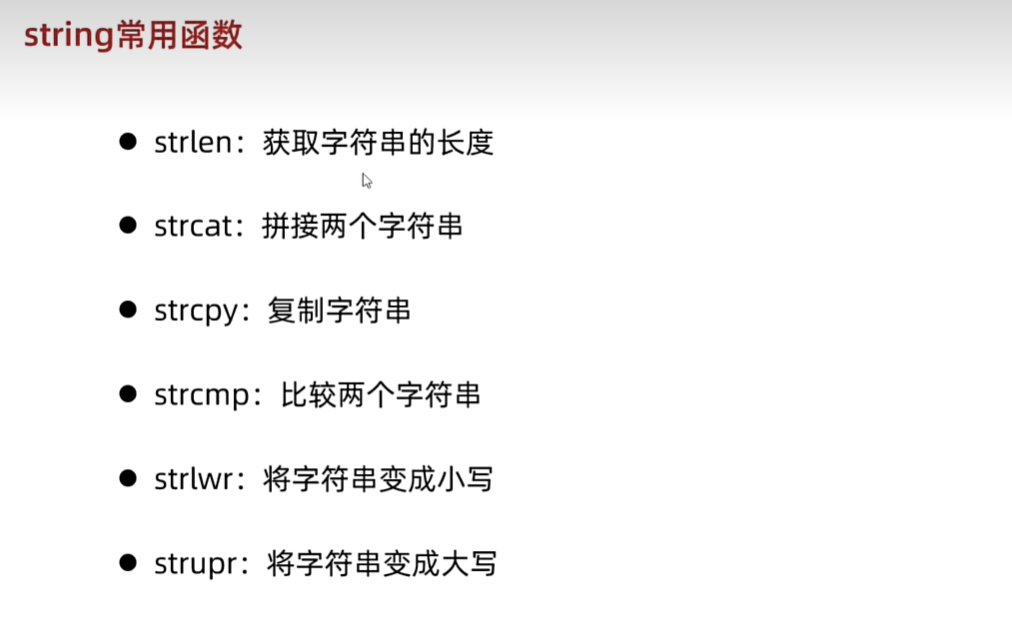 string常用函数
● strlen：获取字符串的长度
● strcat：拼接两个字符串
● strcpy：复制字符串
● strcmp：比较两个字符串
● strlwr：将字符串变成小写
● strupr：将字符串变成大写